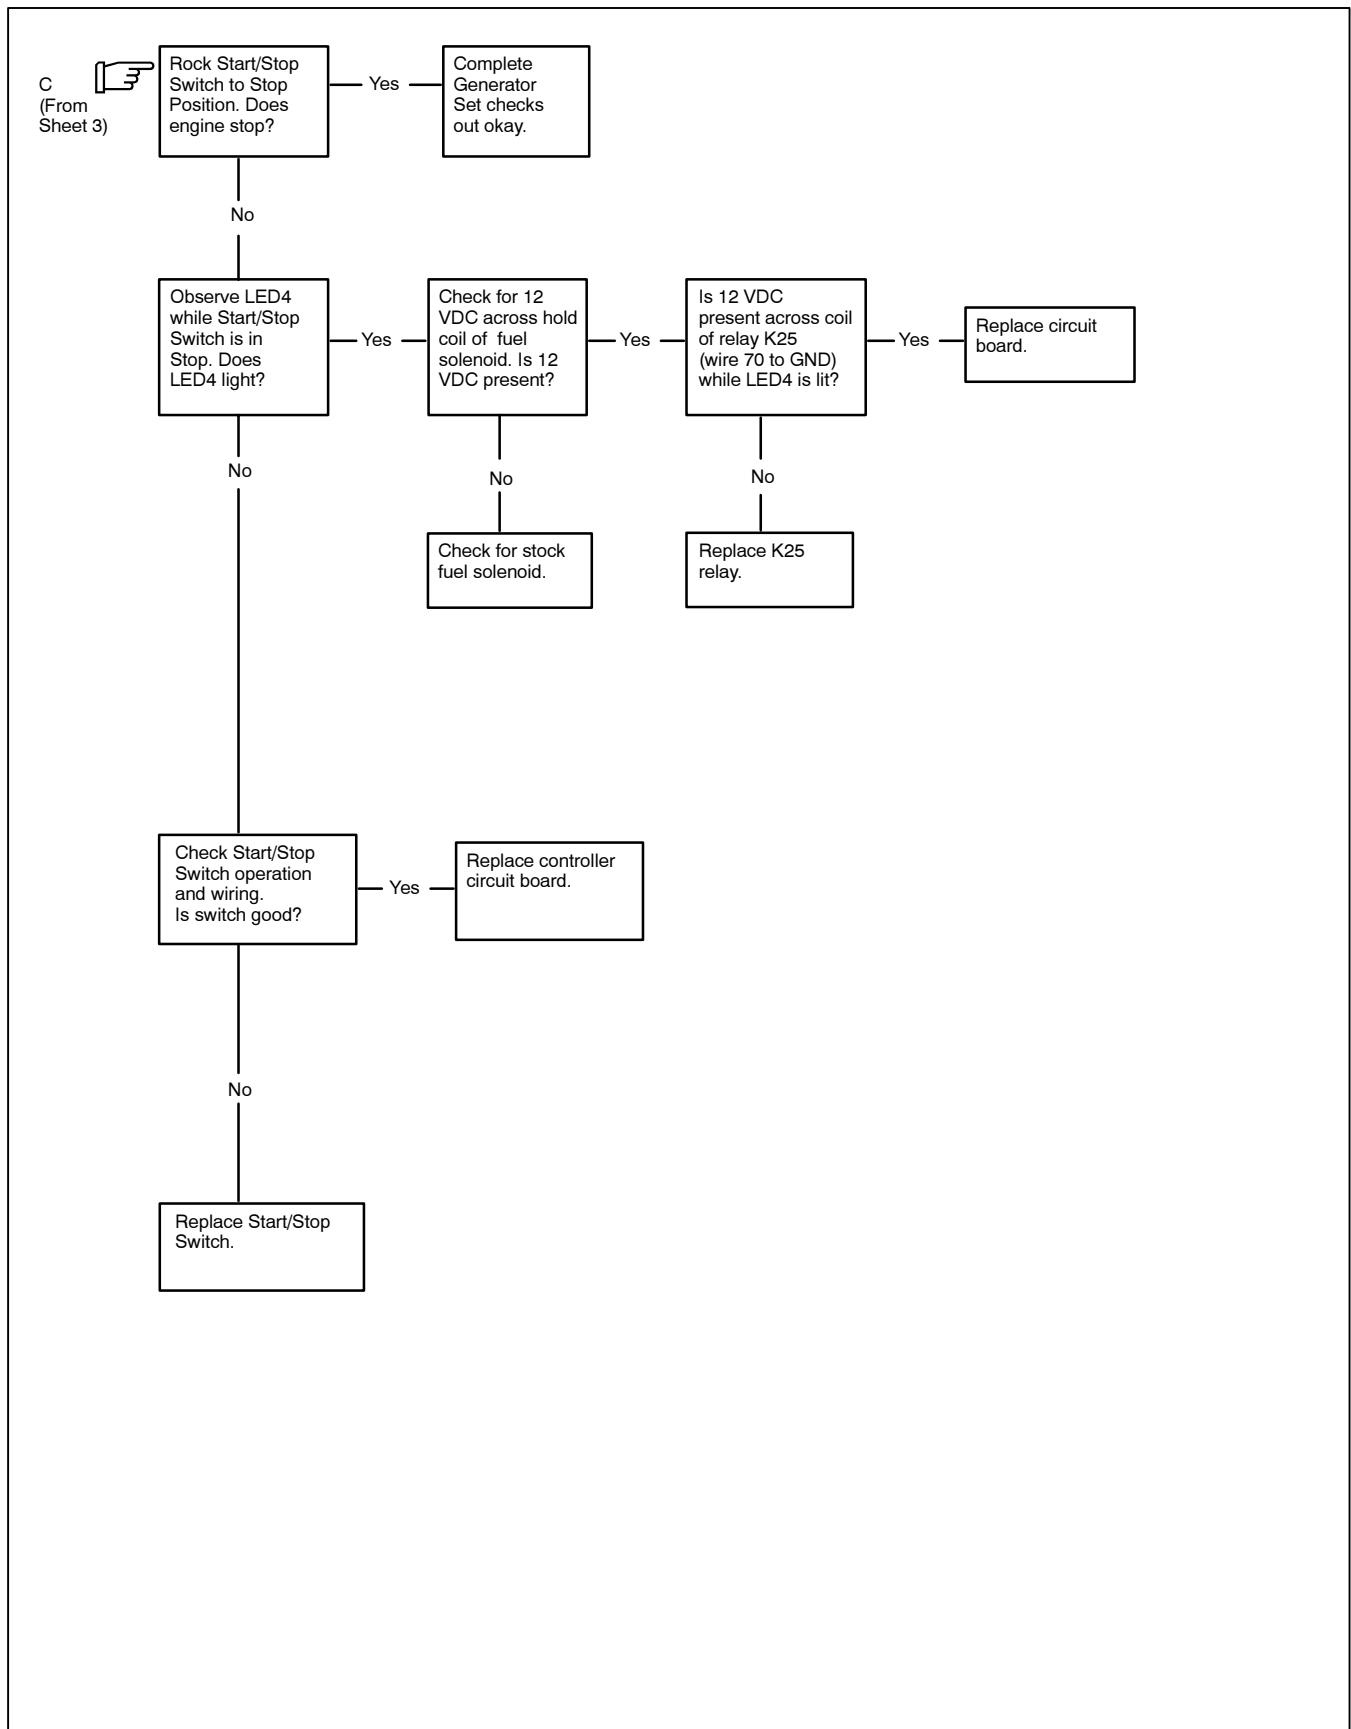 C
(From
Sheet 3)
Rock Start/Stop
Switch to Stop
Position. Does
engine stop?
Yes
Complete
Generator
Set checks
out okay.
No
Observe LED4
while Start/Stop
Switch is in
Stop. Does
LED4 light?
Yes
Check for 12
VDC across hold
coil of fuel
solenoid. Is 12
VDC present?
Yes
Is 12 VDC
present across coil
of relay K25
(wire 70 to GND)
while LED4 is lit?
Yes
Replace circuit
board.
No
No
No
Check for stock
fuel solenoid.
Replace K25
relay.
Check Start/Stop
Switch operation
and wiring.
Is switch good?
Yes
Replace controller
circuit board.
No
Replace Start/Stop
Switch.